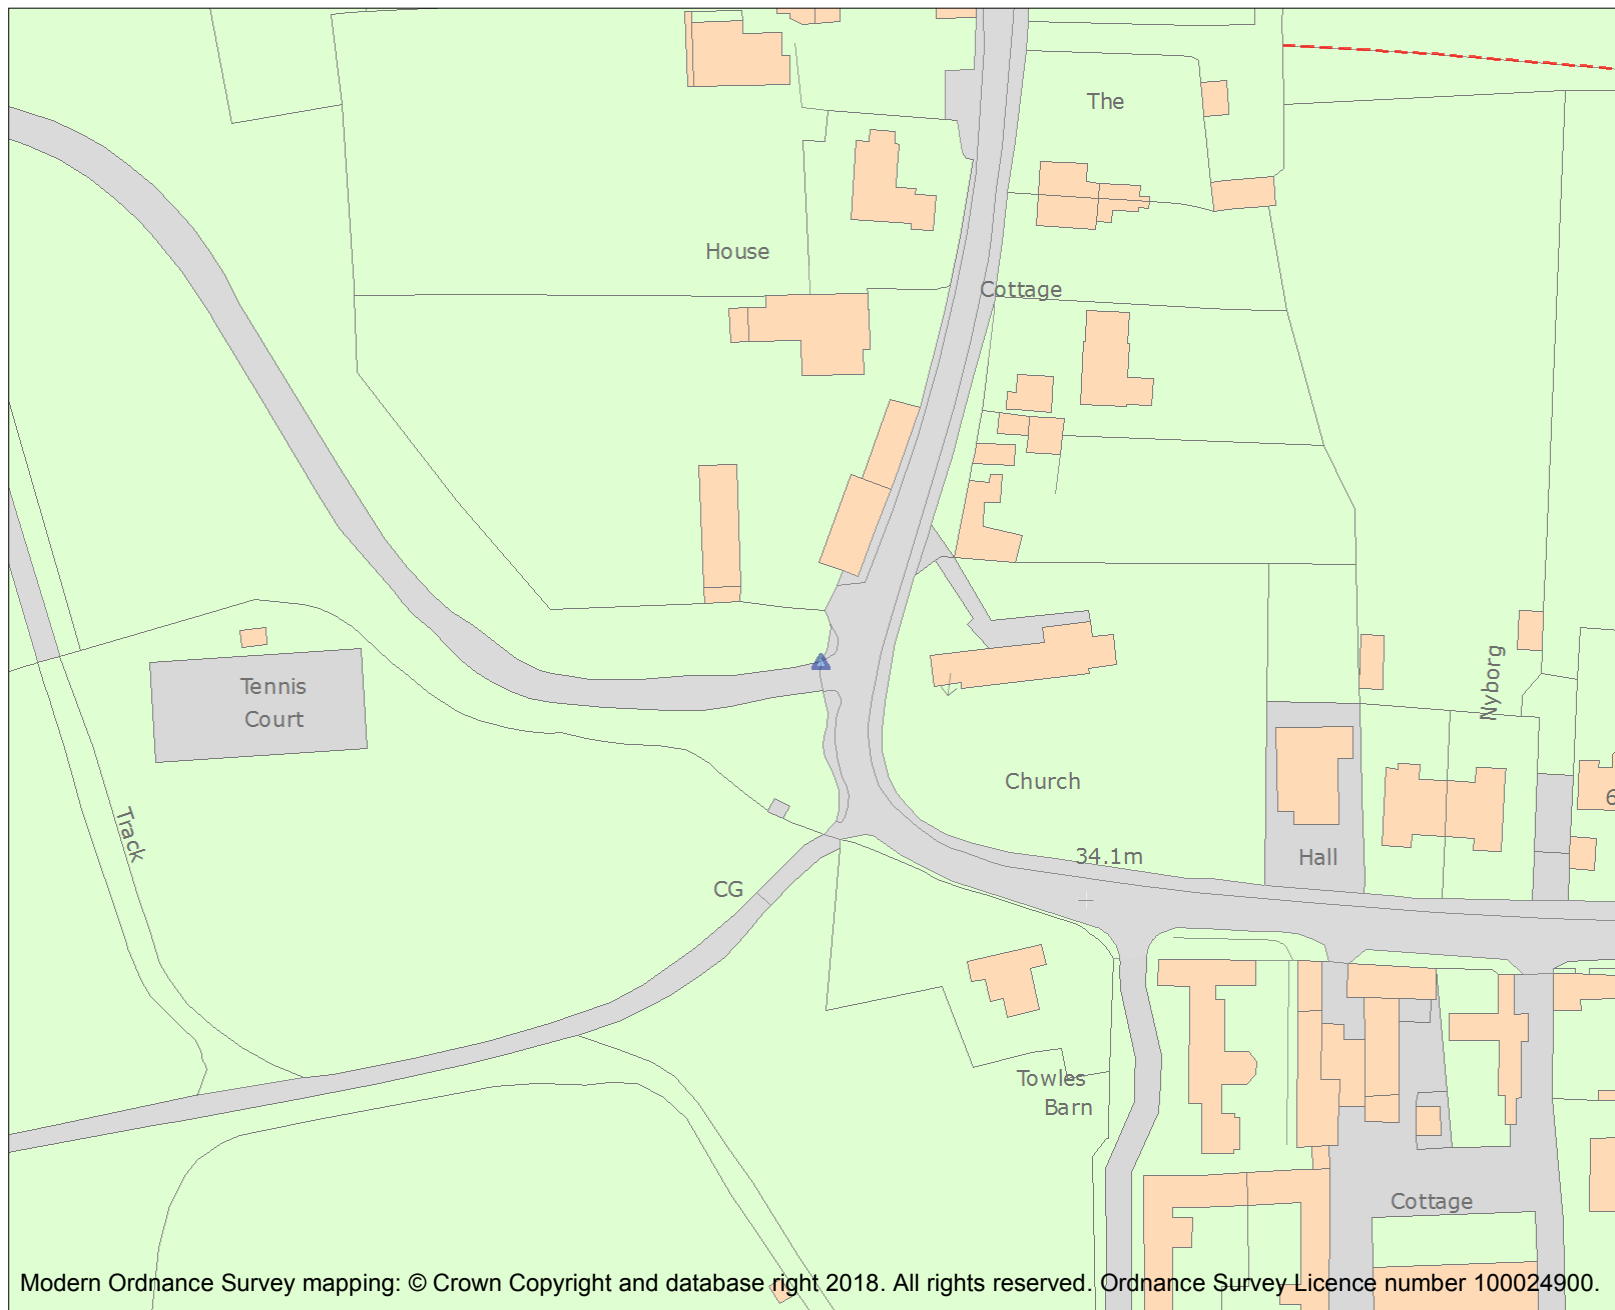 The
House
Cottage
Tennis
Court
Nyborg
Church
6
Track
34.1m
Hall
CG
Towles
Barn
Cottage
Modern Ordnance Survey mapping: © Crown Copyright and database right 2018. All rights reserved. Ordnance Survey Licence number 100024900.